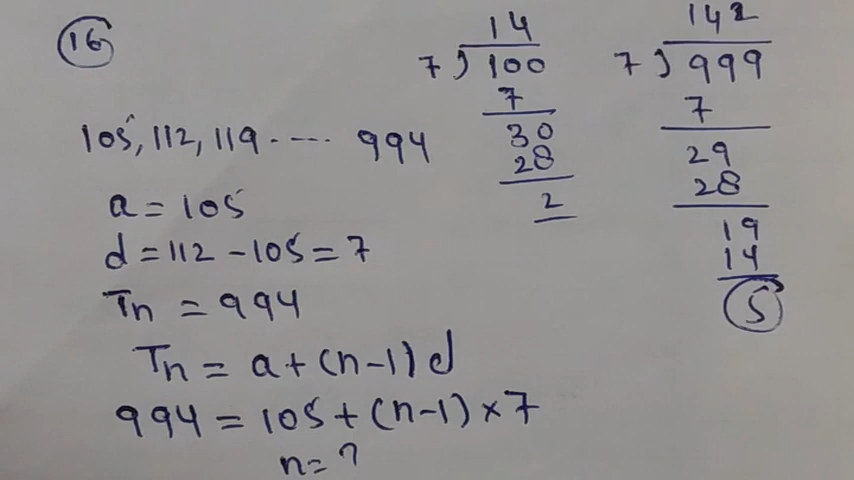 16
105, 112, 119 ..... 994
a = 105
d = 112 - 105 = 7
Tn = 994
Tn = a + (n-1) d
994 = 105 + (n-1) × 7
n = ?
14
7 ) 100
7
30
28
2
142
7 ) 999
7
29
28
19
14
5